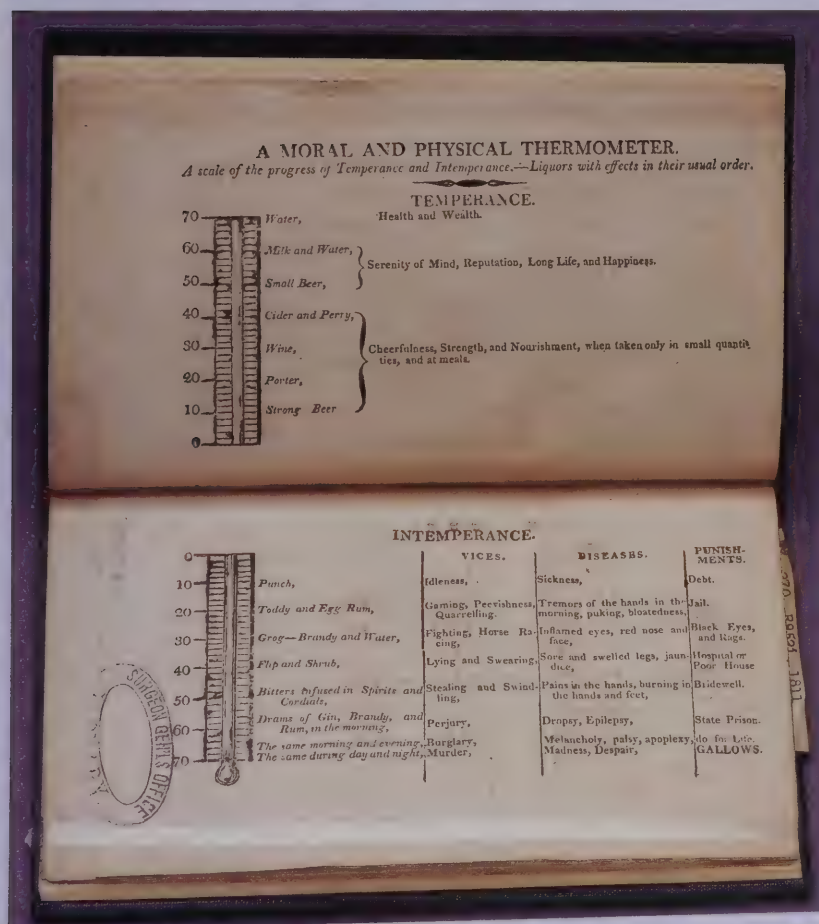 A MORAL AND PHYSICAL THERMOMETER.
A scale of the progress of Temperance and Intemperance.—Liquors with effects in their usual order.
TEMPERANCE.
70 Water, Health and Wealth.
60 Milk and Water,
Serenity of Mind, Reputation, Long Life, and Happiness.
50 Small Beer,
40 Cider and Perry,
30 Wine, Cheerfulness, Strength, and Nourishment, when taken only in small quanti
ties, and at meals.
20 Porter,
10 Strong Beer
0
INTEMPERANCE.
VICES. DISEASES. PUNISH-
MENTS.
0
10 Punch, Idleness, Sickness, Debt.
20 Toddy and Egg Rum, Gaming, Peevishness, Quarrelling. Tremors of the hands in the morning, puking, bloatedness, Jail.
30 Grog—Brandy and Water, Fighting, Horse Ra-cing, Inflamed eyes, red nose and face, Black Eyes, and Rags.
40 Flip and Shrub, Lying and Swearing, Sore and swelled legs, jaun-dice, Hospital or Poor House
50 Bitters Infused in Spirits and Cordials, Stealing and Swind-ling, Pains in the hands, burning in the hands and feet, Bridewell.
60 Drams of Gin, Brandy, and Rum, in the morning, Perjury, Dropsy, Epilepsy, State Prison.
The same morning and evening, Burglary, Melancholy, palsy, apoplexy, do for Life.
70 The same during day and night, Murder, Madness, Despair, GALLOWS.
SURGEON GENL'S OFFICE
1811